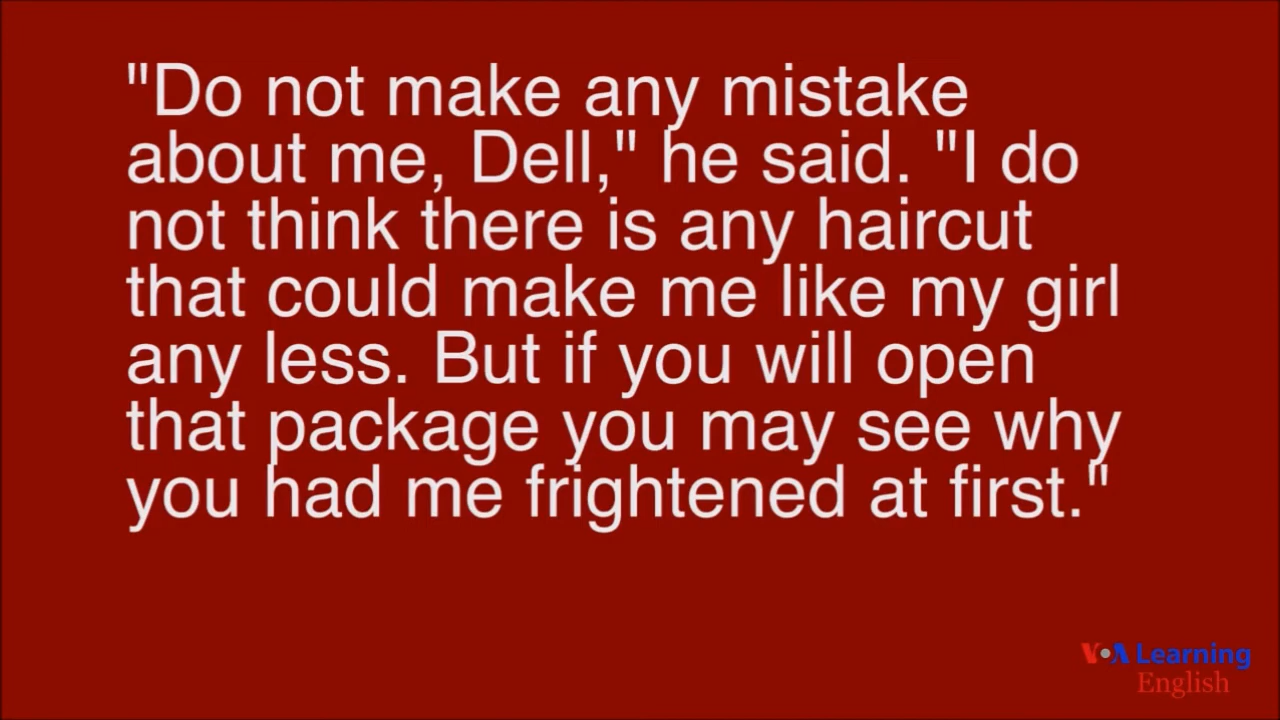 "Do not make any mistake
about me, Dell," he said. "I do
not think there is any haircut
that could make me like my girl
any less. But if you will open
that package you may see why
you had me frightened at first."
VOA Learning
English